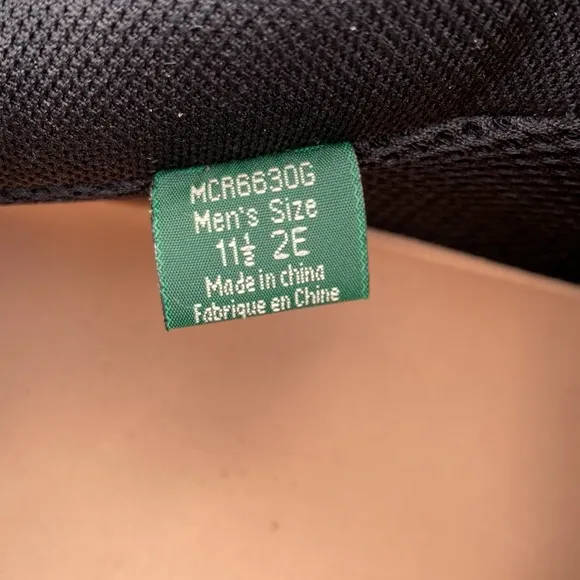 MCR6630G
Men's Size
11½ 2E
Made in china
Fabrique en Chine